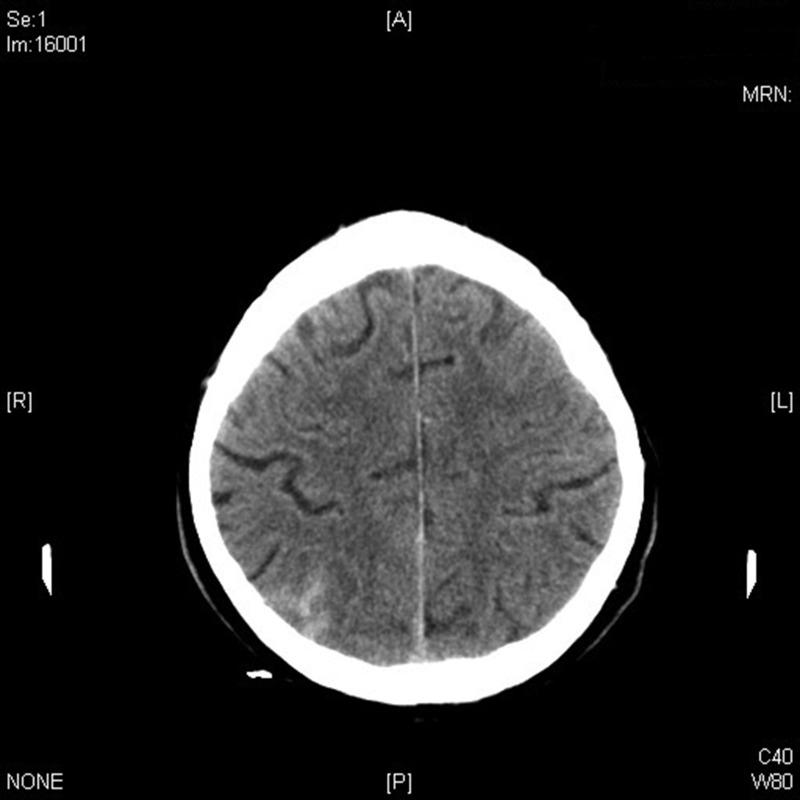 Se:1
Im:16001
[A]
MRN:
[R]
[L]
NONE
[P]
C40
W80